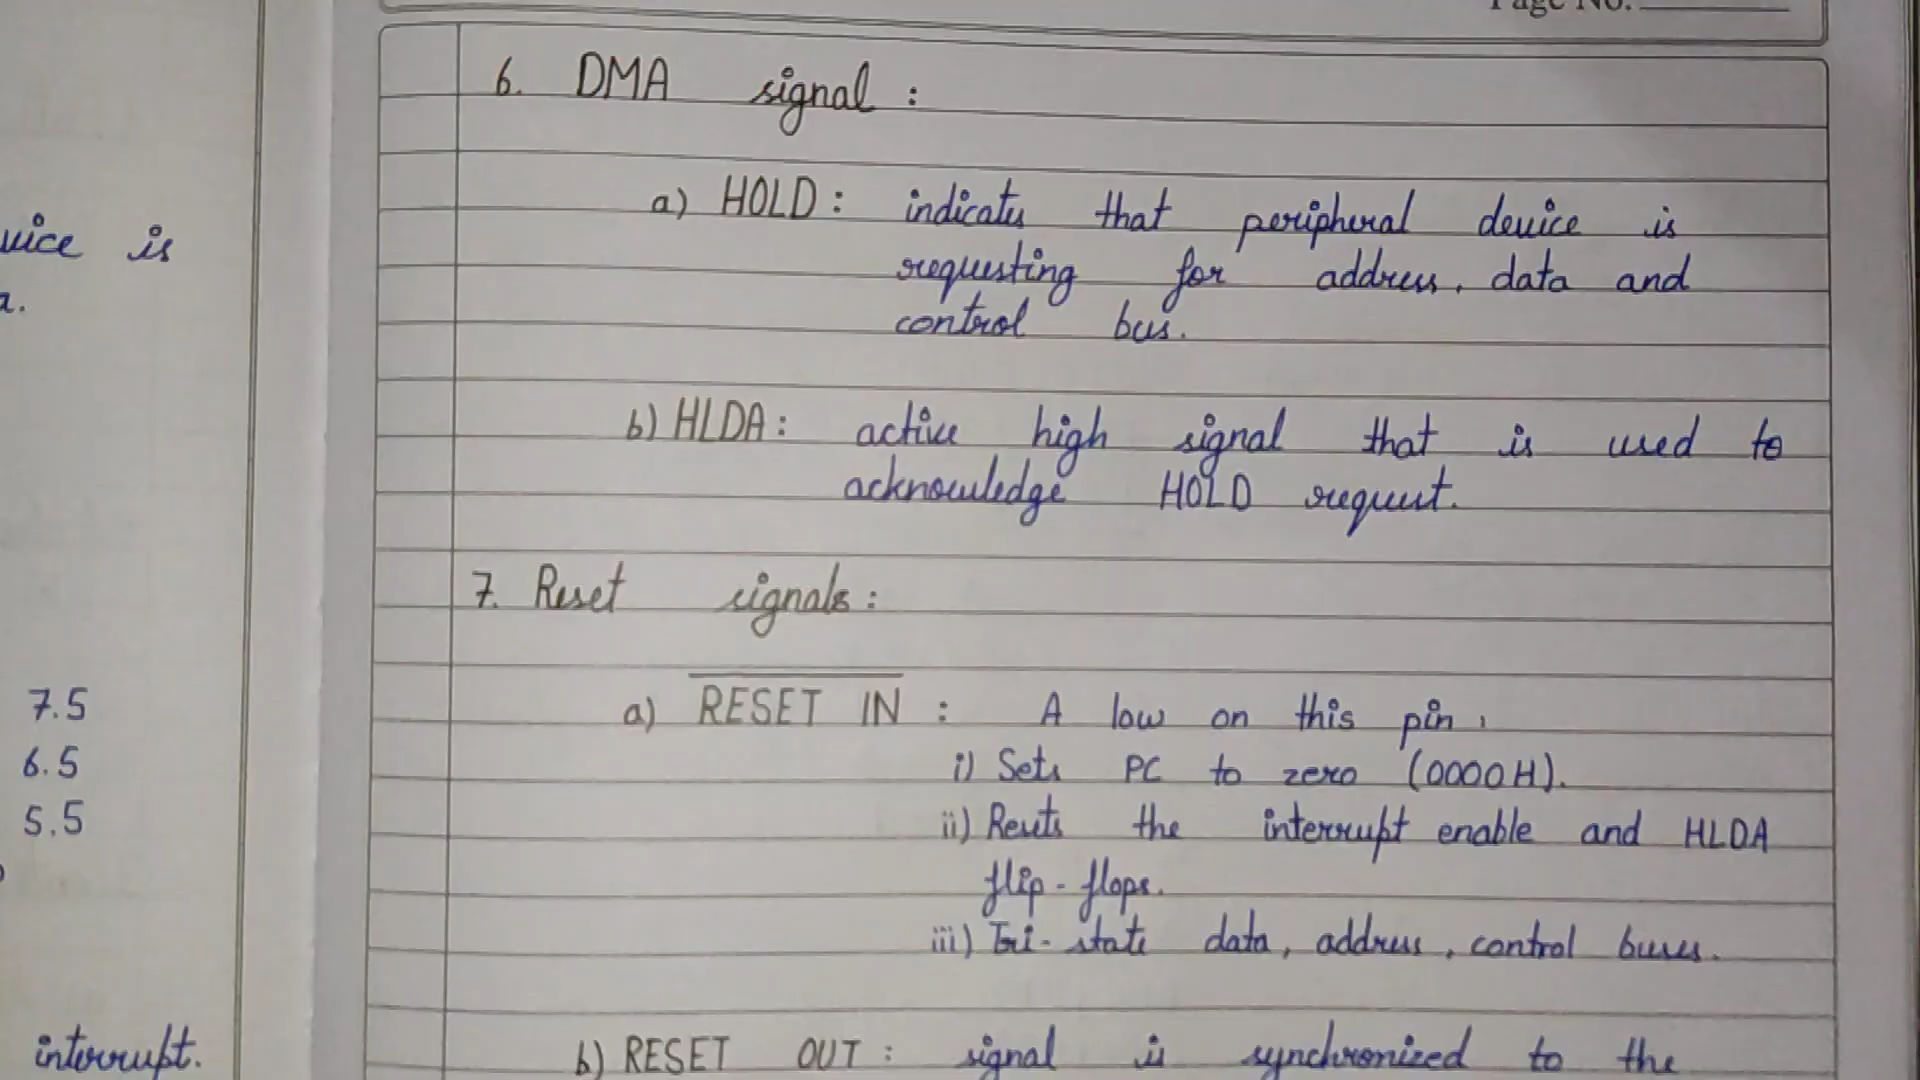 Page No.
6. DMA signal :
a) HOLD : indicates that peripheral device is
requesting for address, data and
control bus.
b) HLDA : active high signal that is used to
acknowledge HOLD request.
7. Reset signals :
a) R̅E̅S̅E̅T̅ I̅N̅ : A low on this pin,
i) Sets PC to zero (0000H).
ii) Resets the interrupt enable and HLDA
flip-flops.
iii) Tri-state data, address, control buses.
b) RESET OUT : signal is synchronized to the
is
7.5
6.5
5.5
interrupt.